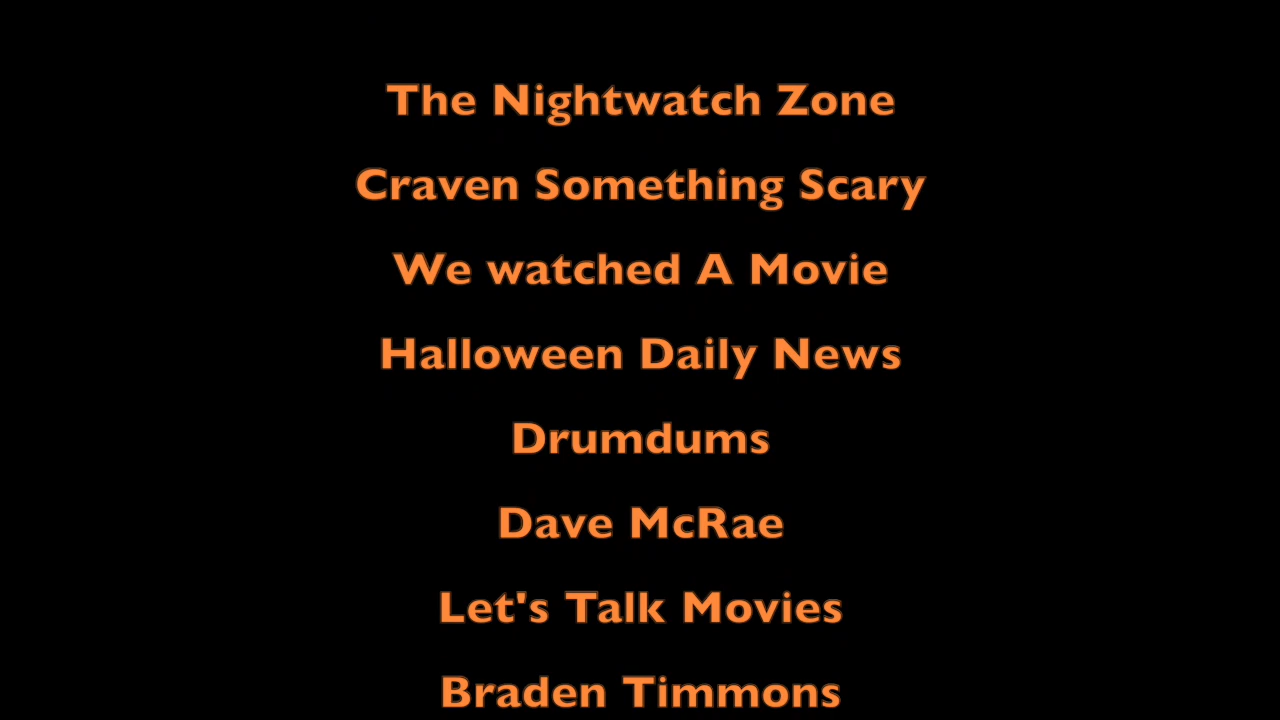 The Nightwatch Zone
Craven Something Scary
We watched A Movie
Halloween Daily News
Drumdums
Dave McRae
Let's Talk Movies
Braden Timmons